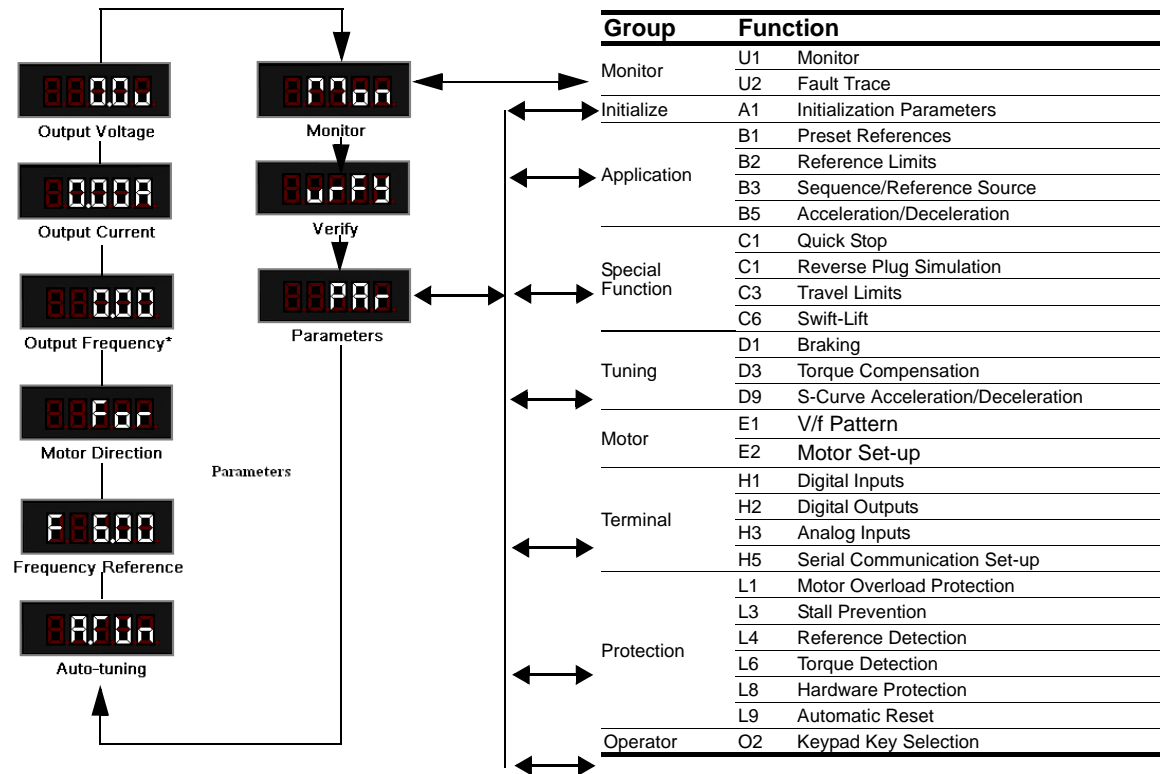 0.0u
Output Voltage
0.00A
Output Current
0.00
Output Frequency*
For
Motor Direction
F 6.00
Frequency Reference
A.TUn
Auto-tuning
Mon
Monitor
urFy
Verify
PAr
Parameters
Parameters
Group Function
Monitor
U1 Monitor
U2 Fault Trace
Initialize A1 Initialization Parameters
Application
B1 Preset References
B2 Reference Limits
B3 Sequence/Reference Source
B5 Acceleration/Deceleration
Special
Function
C1 Quick Stop
C1 Reverse Plug Simulation
C3 Travel Limits
C6 Swift-Lift
Tuning
D1 Braking
D3 Torque Compensation
D9 S-Curve Acceleration/Deceleration
Motor
E1 V/f Pattern
E2 Motor Set-up
Terminal
H1 Digital Inputs
H2 Digital Outputs
H3 Analog Inputs
H5 Serial Communication Set-up
Protection
L1 Motor Overload Protection
L3 Stall Prevention
L4 Reference Detection
L6 Torque Detection
L8 Hardware Protection
L9 Automatic Reset
Operator O2 Keypad Key Selection